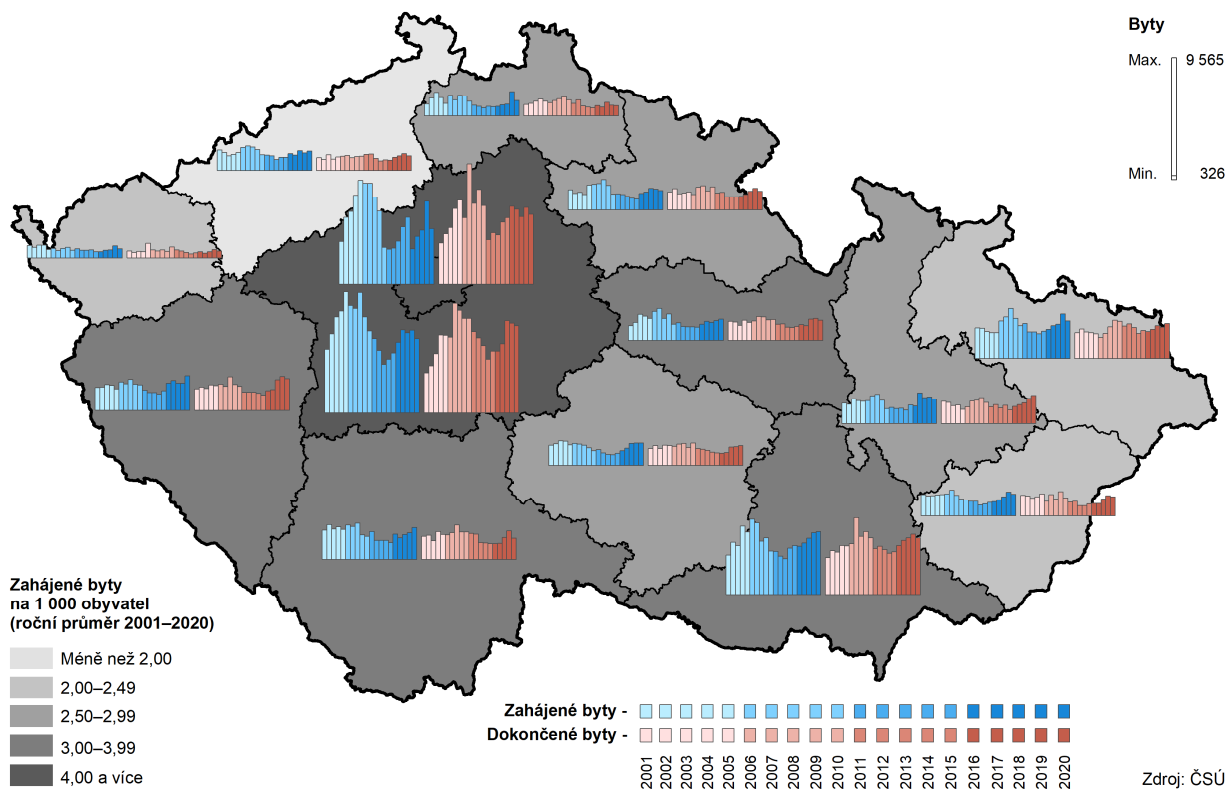 Byty
Max. 9 565
Min. 326
Zahájené byty
na 1 000 obyvatel
(roční průměr 2001–2020)
Méně než 2,00
2,00–2,49
2,50–2,99
3,00–3,99
4,00 a více
Zahájené byty -
Dokončené byty -
2001 2002 2003 2004 2005 2006 2007 2008 2009 2010 2011 2012 2013 2014 2015 2016 2017 2018 2019 2020
Zdroj: ČSÚ